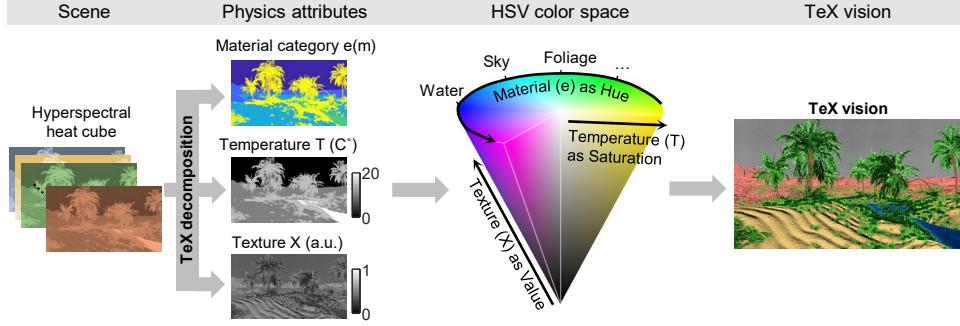 Scene
Physics attributes
HSV color space
TeX vision
Hyperspectral
heat cube
TeX decomposition
Material category e(m)
Temperature T (C°)
20
0
Texture X (a.u.)
1
0
Water
Sky
Foliage
...
Material (e) as Hue
Temperature (T)
as Saturation
Texture (X) as Value
TeX vision